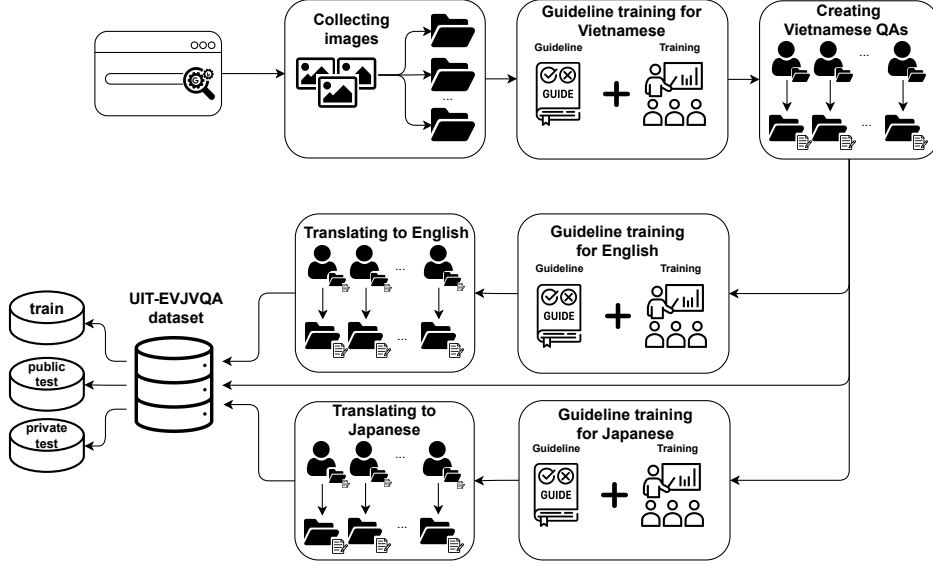 Collecting
images
...
Guideline training for
Vietnamese
Guideline
Training
GUIDE
Creating
Vietnamese QAs
...
...
Translating to English
...
...
Guideline training
for English
Guideline
Training
GUIDE
UIT-EVJVQA
dataset
train
public
test
private
test
Translating to
Japanese
...
...
Guideline training
for Japanese
Guideline
Training
GUIDE